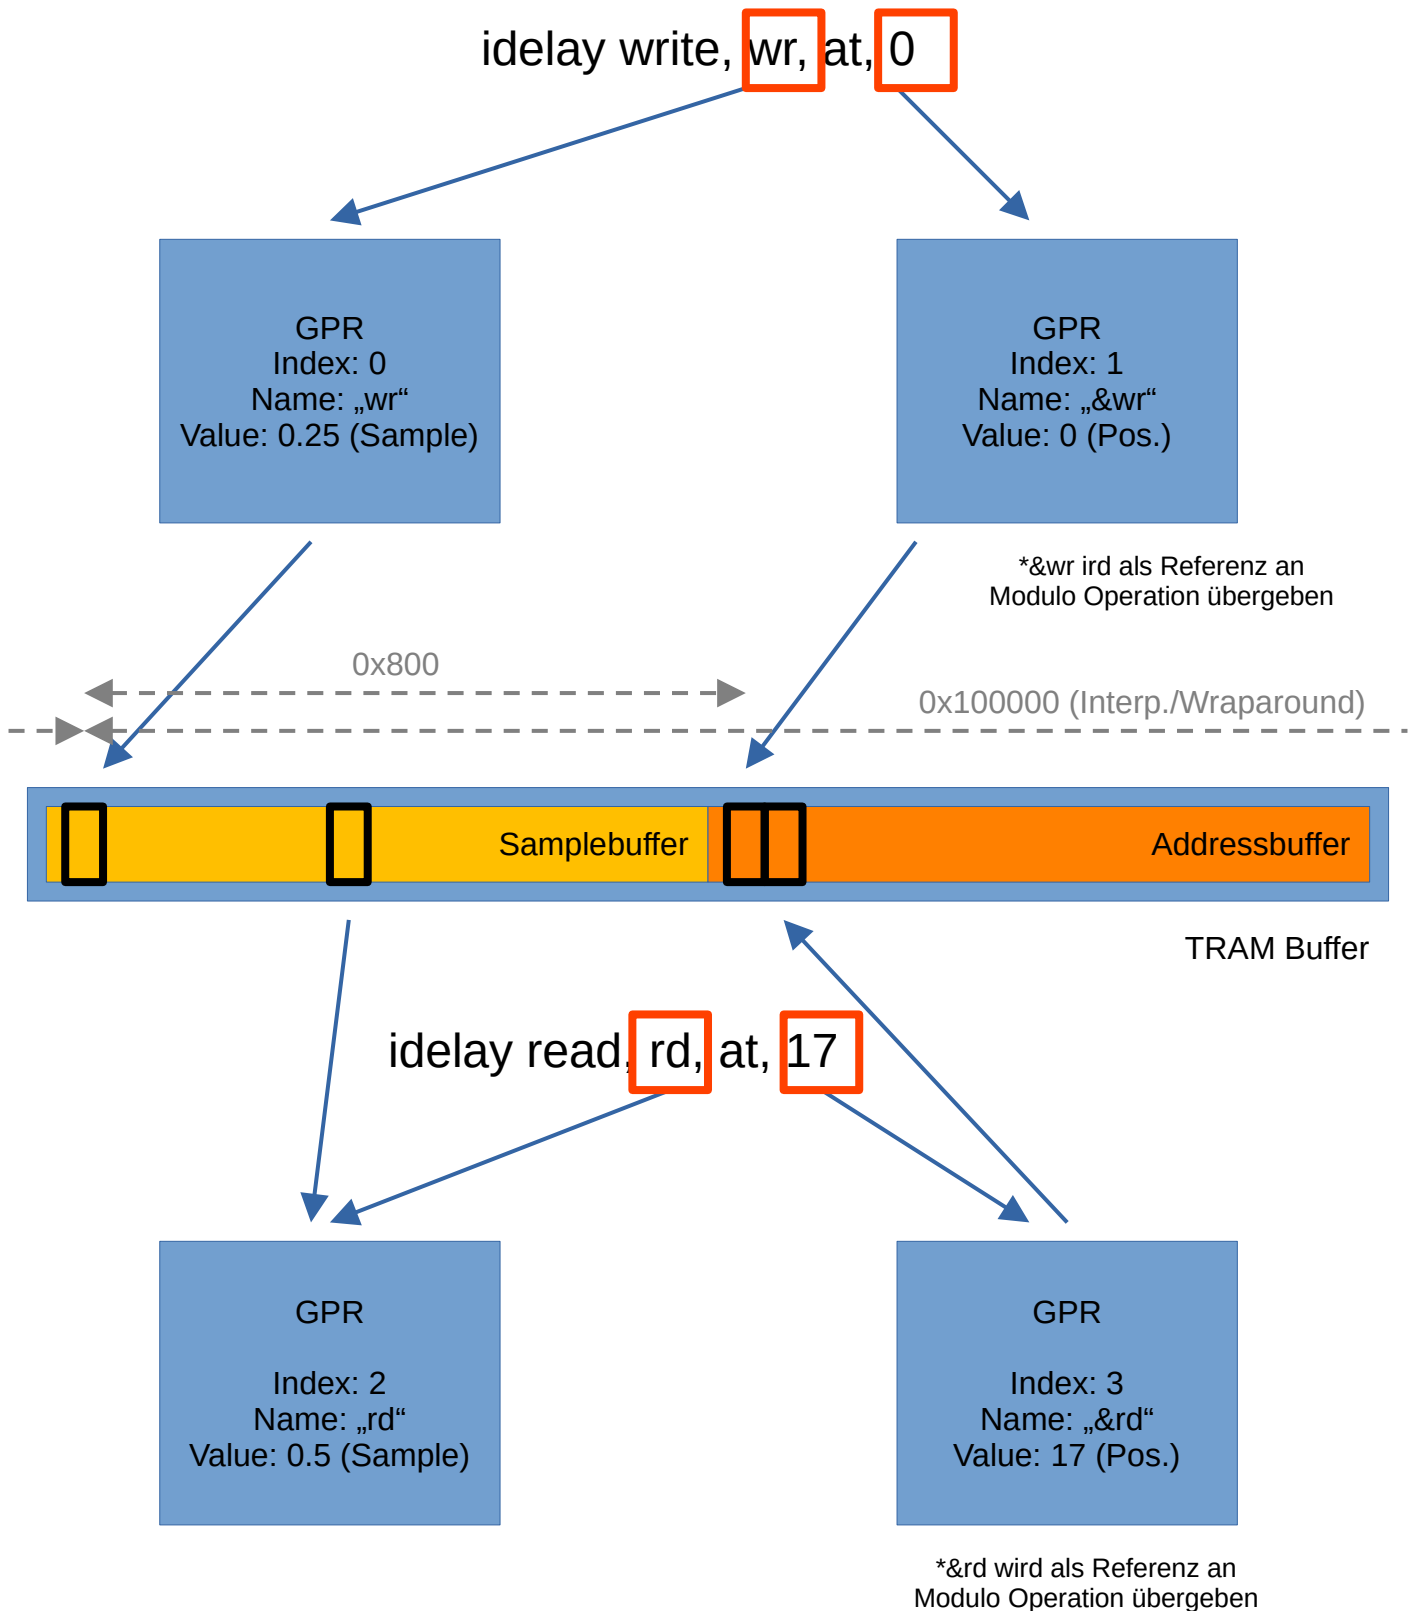 idelay write, wr, at, 0
GPR
Index: 0
Name: „wr“
Value: 0.25 (Sample)
GPR
Index: 1
Name: „&wr“
Value: 0 (Pos.)
*&wr ird als Referenz an
Modulo Operation übergeben
0x800
0x100000 (Interp./Wraparound)
Samplebuffer
Addressbuffer
TRAM Buffer
idelay read, rd, at, 17
GPR
Index: 2
Name: „rd“
Value: 0.5 (Sample)
GPR
Index: 3
Name: „&rd“
Value: 17 (Pos.)
*&rd wird als Referenz an
Modulo Operation übergeben